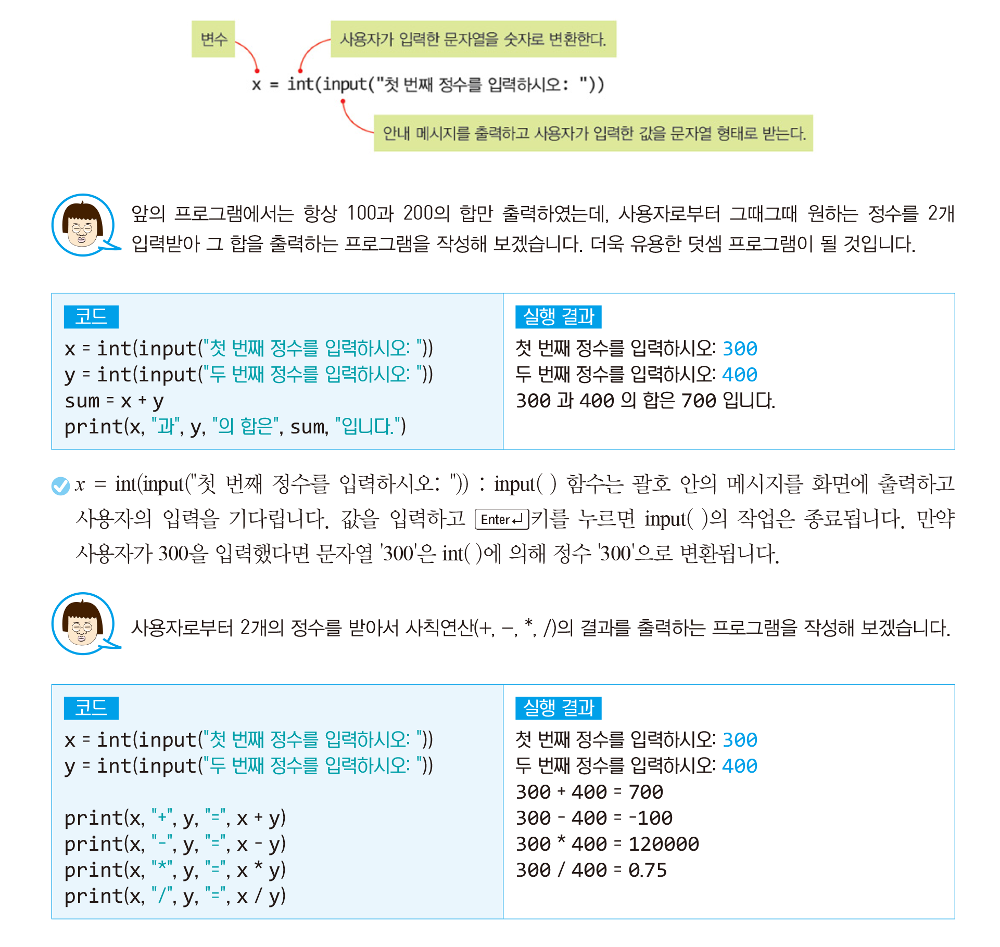 변수
사용자가 입력한 문자열을 숫자로 변환한다.
x = int(input("첫 번째 정수를 입력하시오: "))
안내 메시지를 출력하고 사용자가 입력한 값을 문자열 형태로 받는다.
앞의 프로그램에서는 항상 100과 200의 합만 출력하였는데, 사용자로부터 그때그때 원하는 정수를 2개
입력받아 그 합을 출력하는 프로그램을 작성해 보겠습니다. 더욱 유용한 덧셈 프로그램이 될 것입니다.
코드
x = int(input("첫 번째 정수를 입력하시오: "))
y = int(input("두 번째 정수를 입력하시오: "))
sum = x + y
print(x, "과", y, "의 합은", sum, "입니다.")
실행 결과
첫 번째 정수를 입력하시오: 300
두 번째 정수를 입력하시오: 400
300 과 400 의 합은 700 입니다.
x = int(input("첫 번째 정수를 입력하시오: ")) : input( ) 함수는 괄호 안의 메시지를 화면에 출력하고
사용자의 입력을 기다립니다. 값을 입력하고 Enter↵키를 누르면 input( )의 작업은 종료됩니다. 만약
사용자가 300을 입력했다면 문자열 '300'은 int( )에 의해 정수 '300'으로 변환됩니다.
사용자로부터 2개의 정수를 받아서 사칙연산(+, −, *, /)의 결과를 출력하는 프로그램을 작성해 보겠습니다.
코드
x = int(input("첫 번째 정수를 입력하시오: "))
y = int(input("두 번째 정수를 입력하시오: "))
print(x, "+", y, "=", x + y)
print(x, "-", y, "=", x - y)
print(x, "*", y, "=", x * y)
print(x, "/", y, "=", x / y)
실행 결과
첫 번째 정수를 입력하시오: 300
두 번째 정수를 입력하시오: 400
300 + 400 = 700
300 - 400 = -100
300 * 400 = 120000
300 / 400 = 0.75